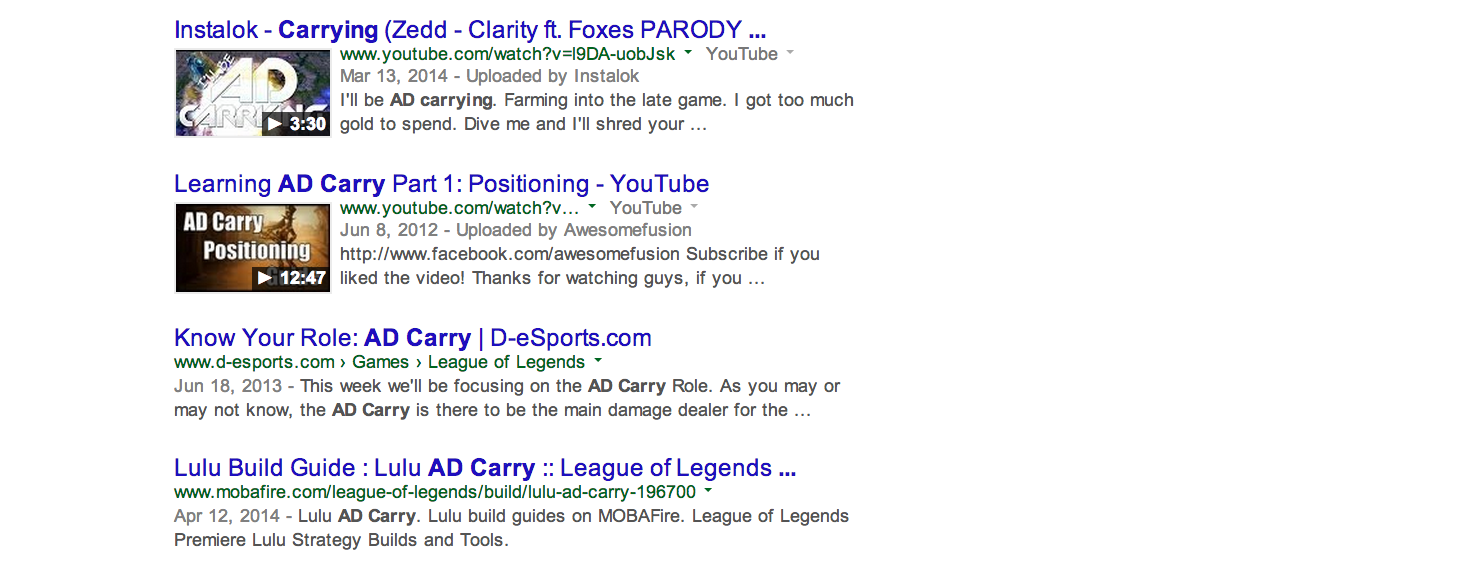 Instalok - Carrying (Zedd - Clarity ft. Foxes PARODY ...
www.youtube.com/watch?v=l9DA-uobJsk YouTube
Mar 13, 2014 - Uploaded by Instalok
AD
CARRYING
3:30
I'll be AD carrying. Farming into the late game. I got too much
gold to spend. Dive me and I'll shred your ...
Learning AD Carry Part 1: Positioning - YouTube
www.youtube.com/watch?v... YouTube
Jun 8, 2012 - Uploaded by Awesomefusion
AD Carry
Positioning
12:47
http://www.facebook.com/awesomefusion Subscribe if you
liked the video! Thanks for watching guys, if you ...
Know Your Role: AD Carry | D-eSports.com
www.d-esports.com › Games › League of Legends
Jun 18, 2013 - This week we'll be focusing on the AD Carry Role. As you may or
may not know, the AD Carry is there to be the main damage dealer for the ...
Lulu Build Guide : Lulu AD Carry :: League of Legends ...
www.mobafire.com/league-of-legends/build/lulu-ad-carry-196700
Apr 12, 2014 - Lulu AD Carry. Lulu build guides on MOBAFire. League of Legends
Premiere Lulu Strategy Builds and Tools.